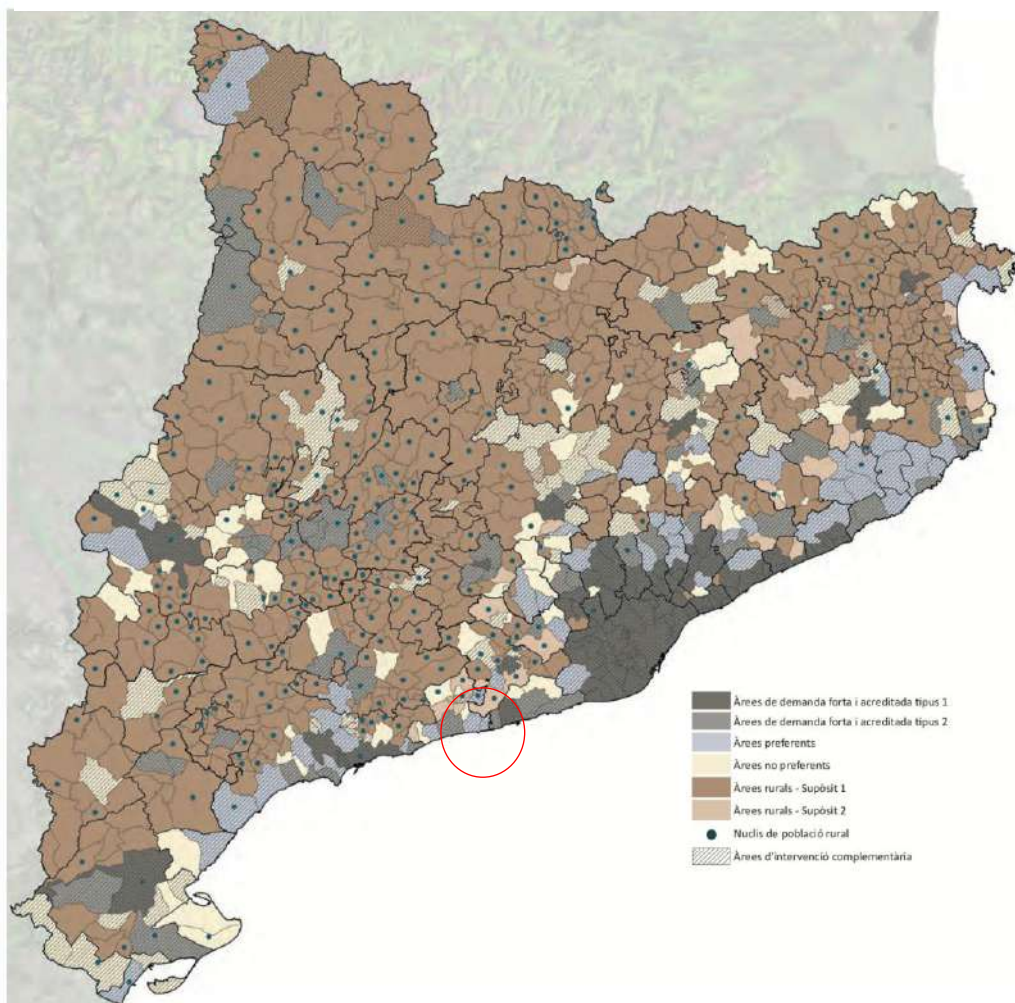 Àrees de demanda forta i acreditada tipus 1
Àrees de demanda forta i acreditada tipus 2
Àrees preferents
Àrees no preferents
Àrees rurals - Supòsit 1
Àrees rurals - Supòsit 2
Nuclis de població rural
Àrees d'intervenció complementària